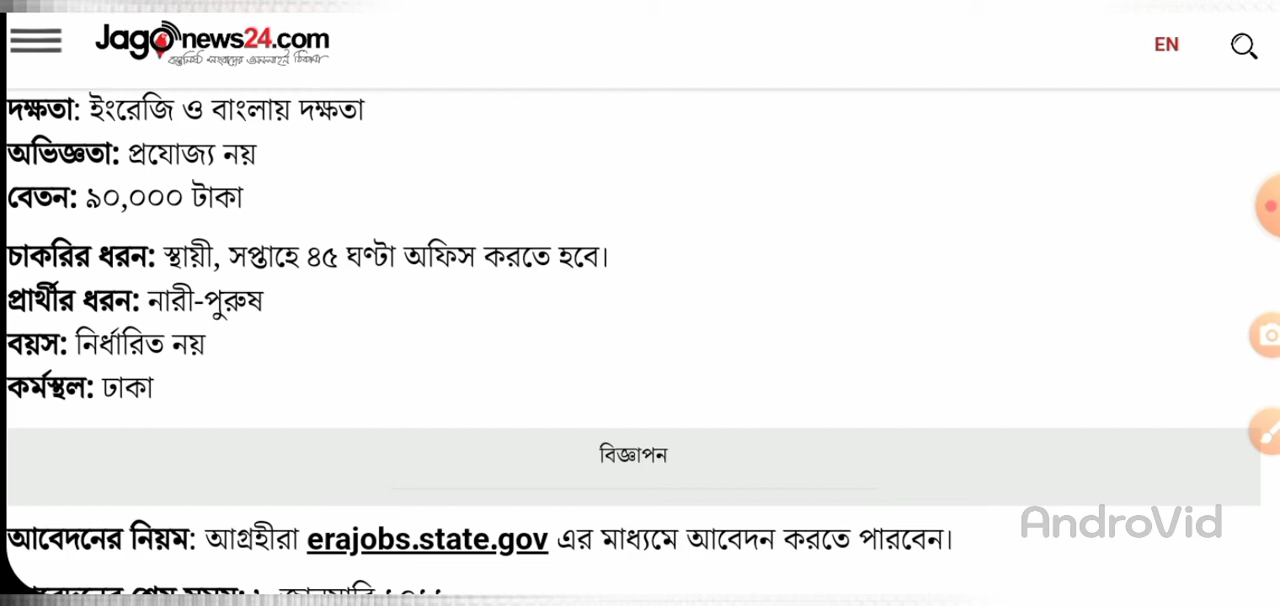 Jagonews24.com
EN
দক্ষতা: ইংরেজি ও বাংলায় দক্ষতা
অভিজ্ঞতা: প্রযোজ্য নয়
বেতন: ৯০,০০০ টাকা
চাকরির ধরন: স্থায়ী, সপ্তাহে ৪৫ ঘণ্টা অফিস করতে হবে।
প্রার্থীর ধরন: নারী-পুরুষ
বয়স: নির্ধারিত নয়
কর্মস্থল: ঢাকা
বিজ্ঞাপন
AndroVid
আবেদনের নিয়ম: আগ্রহীরা erajobs.state.gov এর মাধ্যমে আবেদন করতে পারবেন।